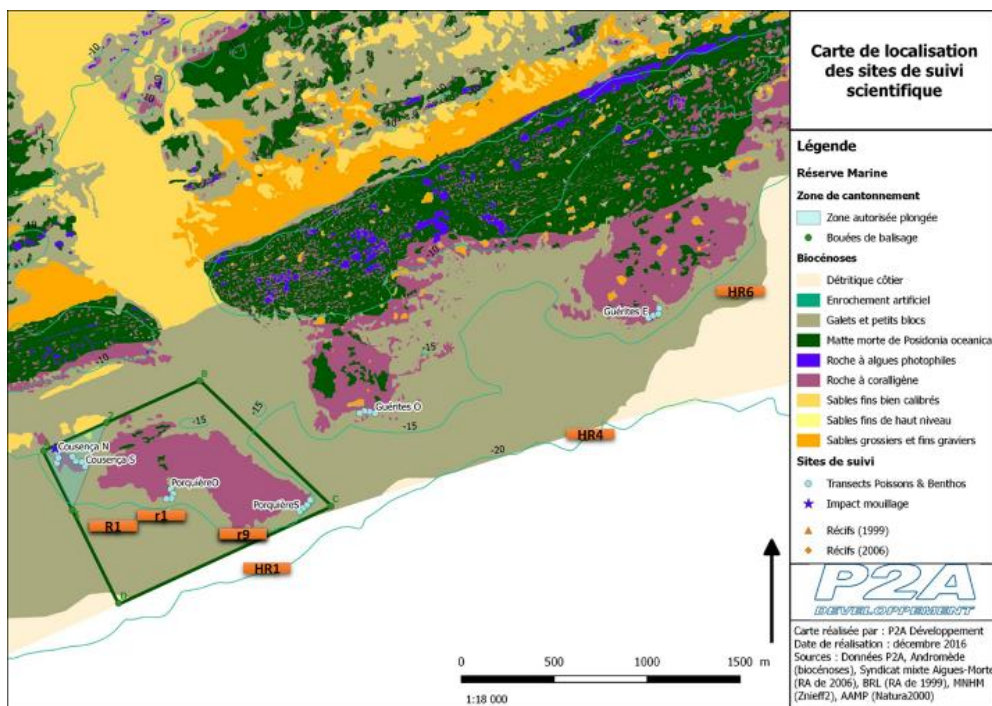 Carte de localisation
des sites de suivi
scientifique
Légende
Réserve Marine
Zone de cantonnement
Zone autorisée plongée
Bouées de balisage
Biocénoses
Détritique côtier
Enrochement artificiel
Galets et petits blocs
Matte morte de Posidonia oceanica
Roche à algues photophiles
Roche à coralligène
Sables fins bien calibrés
Sables fins de haut niveau
Sables grossiers et fins graviers
Sites de suivi
Transects Poissons & Benthos
Impact mouillage
Récifs (1999)
Récifs (2006)
P2A
DÉVELOPPEMENT
Carte réalisée par : P2A Développement
Date de réalisation : décembre 2016
Sources : Données P2A, Andromède
(biocénoses), Syndicat mixte Aigues-Morte
(RA de 2006), BRL (RA de 1999), MNHM
(Znieff2), AAMP (Natura2000)
-10
-10
-10
-10
-10
-10
HR6
Guérites E
-15
Guérites O
-15
-15
HR4
-20
B
2
-15
Cousença N
Cousença S
PorquièreO
PorquièreS
C
R1
r1
r9
HR1
D
0 500 1000 1500 m
1:18 000